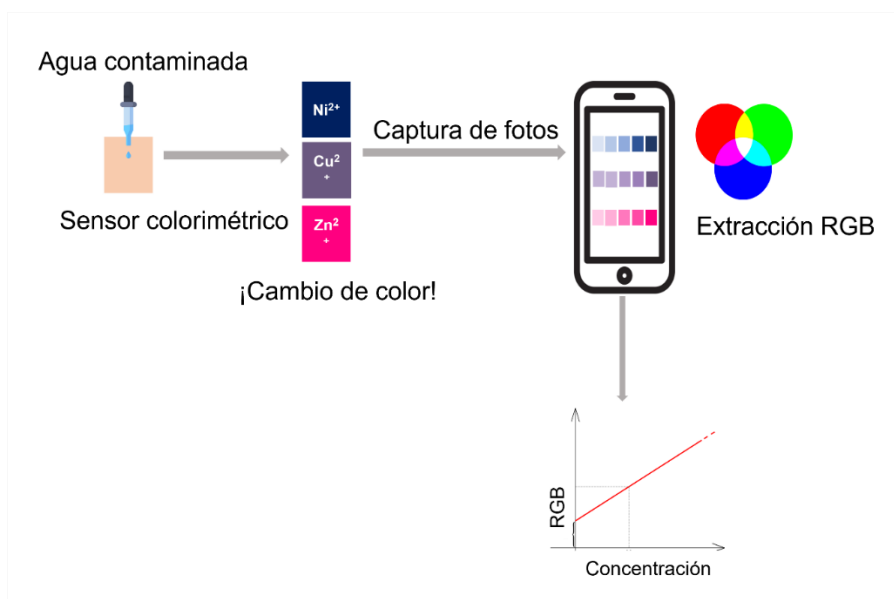 Agua contaminada
Sensor colorimétrico
Ni²⁺
Cu²
+
Zn²
+
¡Cambio de color!
Captura de fotos
Extracción RGB
RGB
Concentración